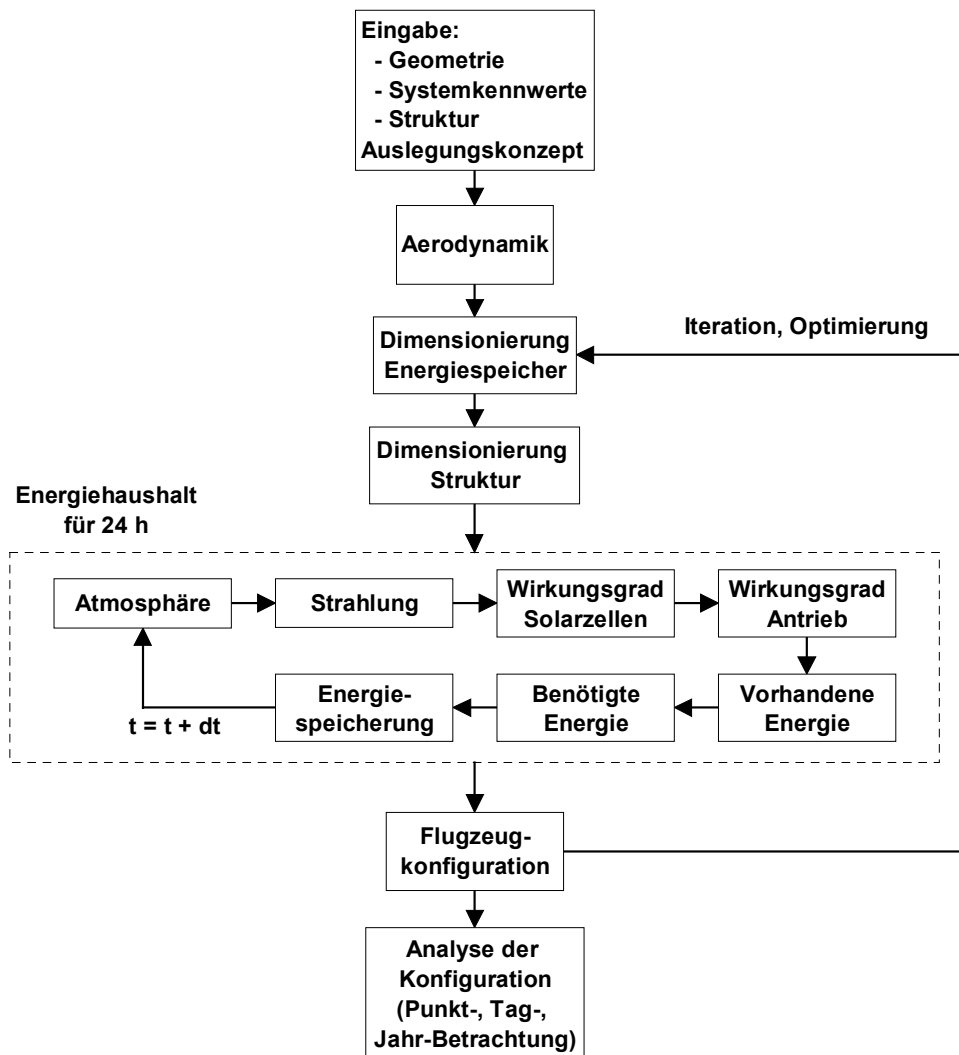 Eingabe:
- Geometrie
- Systemkennwerte
- Struktur
Auslegungskonzept
Aerodynamik
Dimensionierung
Energiespeicher
Iteration, Optimierung
Dimensionierung
Struktur
Energiehaushalt
für 24 h
Atmosphäre
Strahlung
Wirkungsgrad
Solarzellen
Wirkungsgrad
Antrieb
Vorhandene
Energie
Benötigte
Energie
Energie-
speicherung
t = t + dt
Flugzeug-
konfiguration
Analyse der
Konfiguration
(Punkt-, Tag-,
Jahr-Betrachtung)